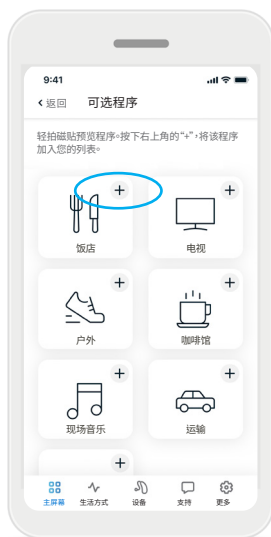 9:41
返回 可选程序
轻拍磁贴预览程序。按下右上角的“+”，将该程序
加入您的列表。
饭店 电视
户外 咖啡馆
现场音乐 运输
主屏幕 生活方式 设备 支持 更多